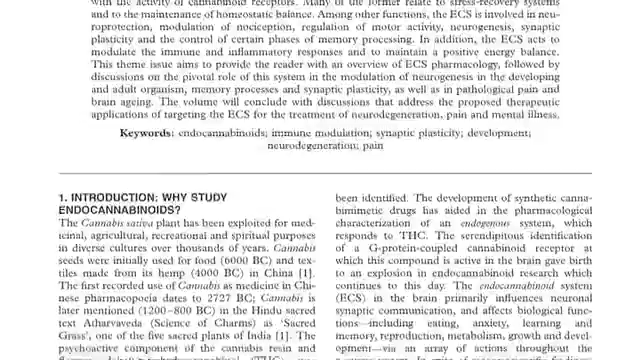 with the activity of cannabinoid receptors. Many of the former relate to stress-recovery systems
and to the maintenance of homeostatic balance. Among other functions, the ECS is involved in neu-
roprotection, modulation of nociception, regulation of motor activity, neurogenesis, synaptic
plasticity and the control of certain phases of memory processing. In addition, the ECS acts to
modulate the immune and inflammatory responses and to maintain a positive energy balance.
This theme issue aims to provide the reader with an overview of ECS pharmacology, followed by
discussions on the pivotal role of this system in the modulation of neurogenesis in the developing
and adult organism, memory processes and synaptic plasticity, as well as in pathological pain and
brain ageing. The volume will conclude with discussions that address the proposed therapeutic
applications of targeting the ECS for the treatment of neurodegeneration, pain and mental illness.
Keywords: endocannabinoids; immune modulation; synaptic plasticity; development;
neurodegeneration; pain
1. INTRODUCTION: WHY STUDY
ENDOCANNABINOIDS?
The Cannabis sativa plant has been exploited for med-
icinal, agricultural, recreational and spiritual purposes
in diverse cultures over thousands of years. Cannabis
seeds were initially used for food (6000 BC) and tex-
tiles made from its hemp (4000 BC) in China [1].
The first recorded use of Cannabis as medicine in Chi-
nese pharmacopoeia dates to 2727 BC; Cannabis is
later mentioned (1200–800 BC) in the Hindu sacred
text Atharvaveda (Science of Charms) as ‘Sacred
Grass’, one of the five sacred plants of India [1]. The
psychoactive component of the cannabis resin and
been identified. The development of synthetic canna-
bimimetic drugs has aided in the pharmacological
characterization of an endogenous system, which
responds to THC. The serendipitous identification
of a G-protein-coupled cannabinoid receptor at
which this compound is active in the brain gave birth
to an explosion in endocannabinoid research which
continues to this day. The endocannabinoid system
(ECS) in the brain primarily influences neuronal
synaptic communication, and affects biological func-
tions—including eating, anxiety, learning and
memory, reproduction, metabolism, growth and devel-
opment—via an array of actions throughout the